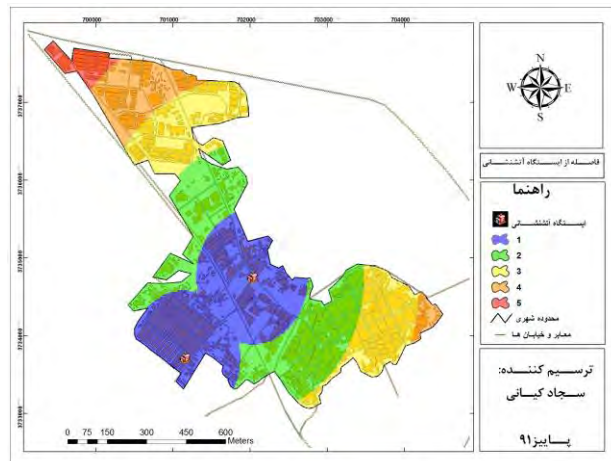 700000 701000 702000 703000 704000
N
W E
S
فاصله از ایستگاه آتشنشانی
راهنما
ایستگاه آتشنشانی
1
2
3
4
5
محدوده شهری
معابر و خیابان ها
ترسیم کننده:
سجاد کیانی
پاییز ۹۱
3737000
3736000
3735000
3734000
3733000
0 75 150 300 450 600
Meters